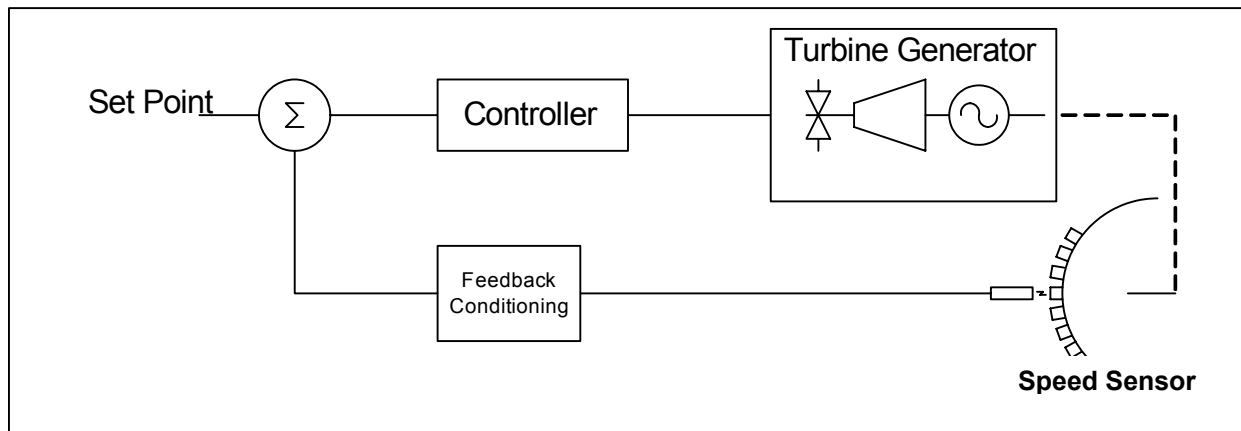 Turbine Generator
Set Point
Σ
Controller
Feedback
Conditioning
Speed Sensor